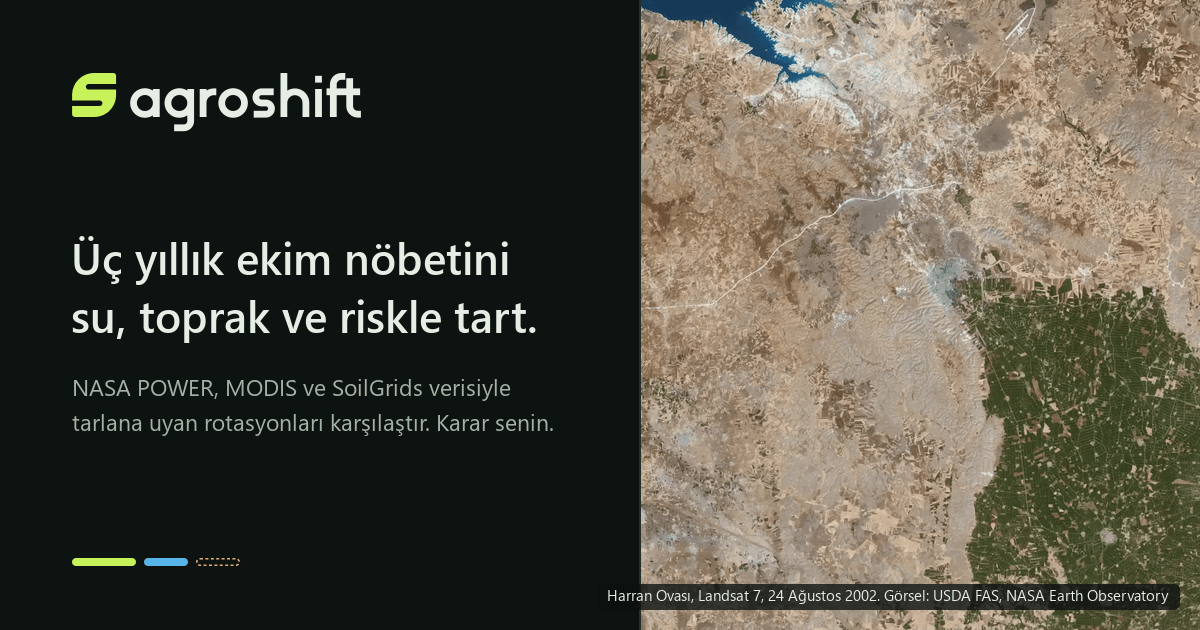 agroshift
Üç yıllık ekim nöbetini
su, toprak ve riskle tart.
NASA POWER, MODIS ve SoilGrids verisiyle
tarlana uyan rotasyonları karşılaştır. Karar senin.
Harran Ovası, Landsat 7, 24 Ağustos 2002. Görsel: USDA FAS, NASA Earth Observatory